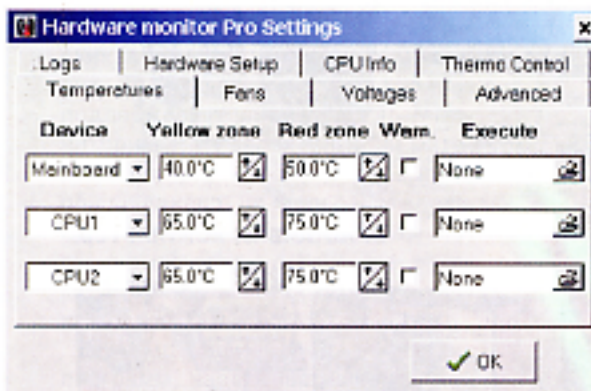 Hardware monitor Pro Settings
Logs Hardware Setup CPU Info Thermo Control
Temperatures Fans Voltages Advanced
Device Yellow zone Red zone Warn. Execute
Mainboard 40.0°C 50.0°C None
CPU1 65.0°C 75.0°C None
CPU2 65.0°C 75.0°C None
OK